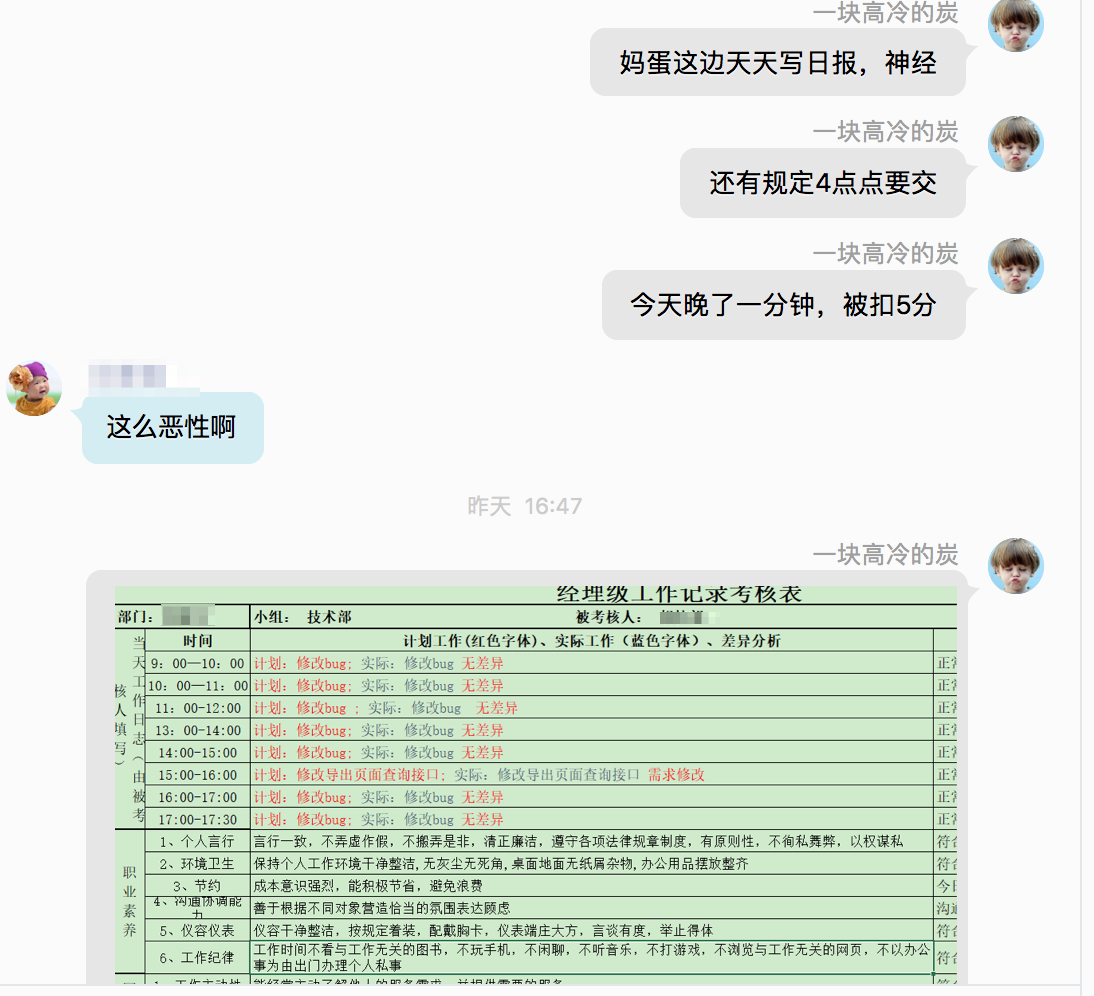 一块高冷的炭
妈蛋这边天天写日报，神经
一块高冷的炭
还有规定4点点要交
一块高冷的炭
今天晚了一分钟，被扣5分
这么恶性啊
昨天 16:47
一块高冷的炭
经理级工作记录考核表
部门： 小组： 技术部 被考核人：
当天工作日志（由被考核人填写）
时间 计划工作(红色字体)、实际工作（蓝色字体）、差异分析
9：00—10：00 计划：修改bug；实际：修改bug 无差异 正常
10：00—11：00 计划：修改bug；实际：修改bug 无差异 正常
11：00-12:00 计划：修改bug ；实际：修改bug 无差异 正常
13：00-14:00 计划：修改bug；实际：修改bug 无差异 正常
14:00-15:00 计划：修改bug；实际：修改bug 无差异 正常
15:00-16:00 计划：修改导出页面查询接口；实际：修改导出页面查询接口 需求修改 正常
16:00-17:00 计划：修改bug；实际：修改bug 无差异 正常
17:00-17:30 计划：修改bug；实际：修改bug 无差异 正常
职业素养
1、个人言行 言行一致，不弄虚作假，不搬弄是非，清正廉洁，遵守各项法律规章制度，有原则性，不徇私舞弊，以权谋私 符合
2、环境卫生 保持个人工作环境干净整洁,无灰尘无死角,桌面地面无纸屑杂物,办公用品摆放整齐 符合
3、节约 成本意识强烈，能积极节省，避免浪费 今日
4、沟通协调能力 善于根据不同对象营造恰当的氛围表达顾虑 沟通
5、仪容仪表 仪容干净整洁，按规定着装，配戴胸卡，仪表端庄大方，言谈有度，举止得体 符合
6、工作纪律 工作时间不看与工作无关的图书，不玩手机，不闲聊，不听音乐，不打游戏，不浏览与工作无关的网页，不以办公
事为由出门办理个人私事 符合